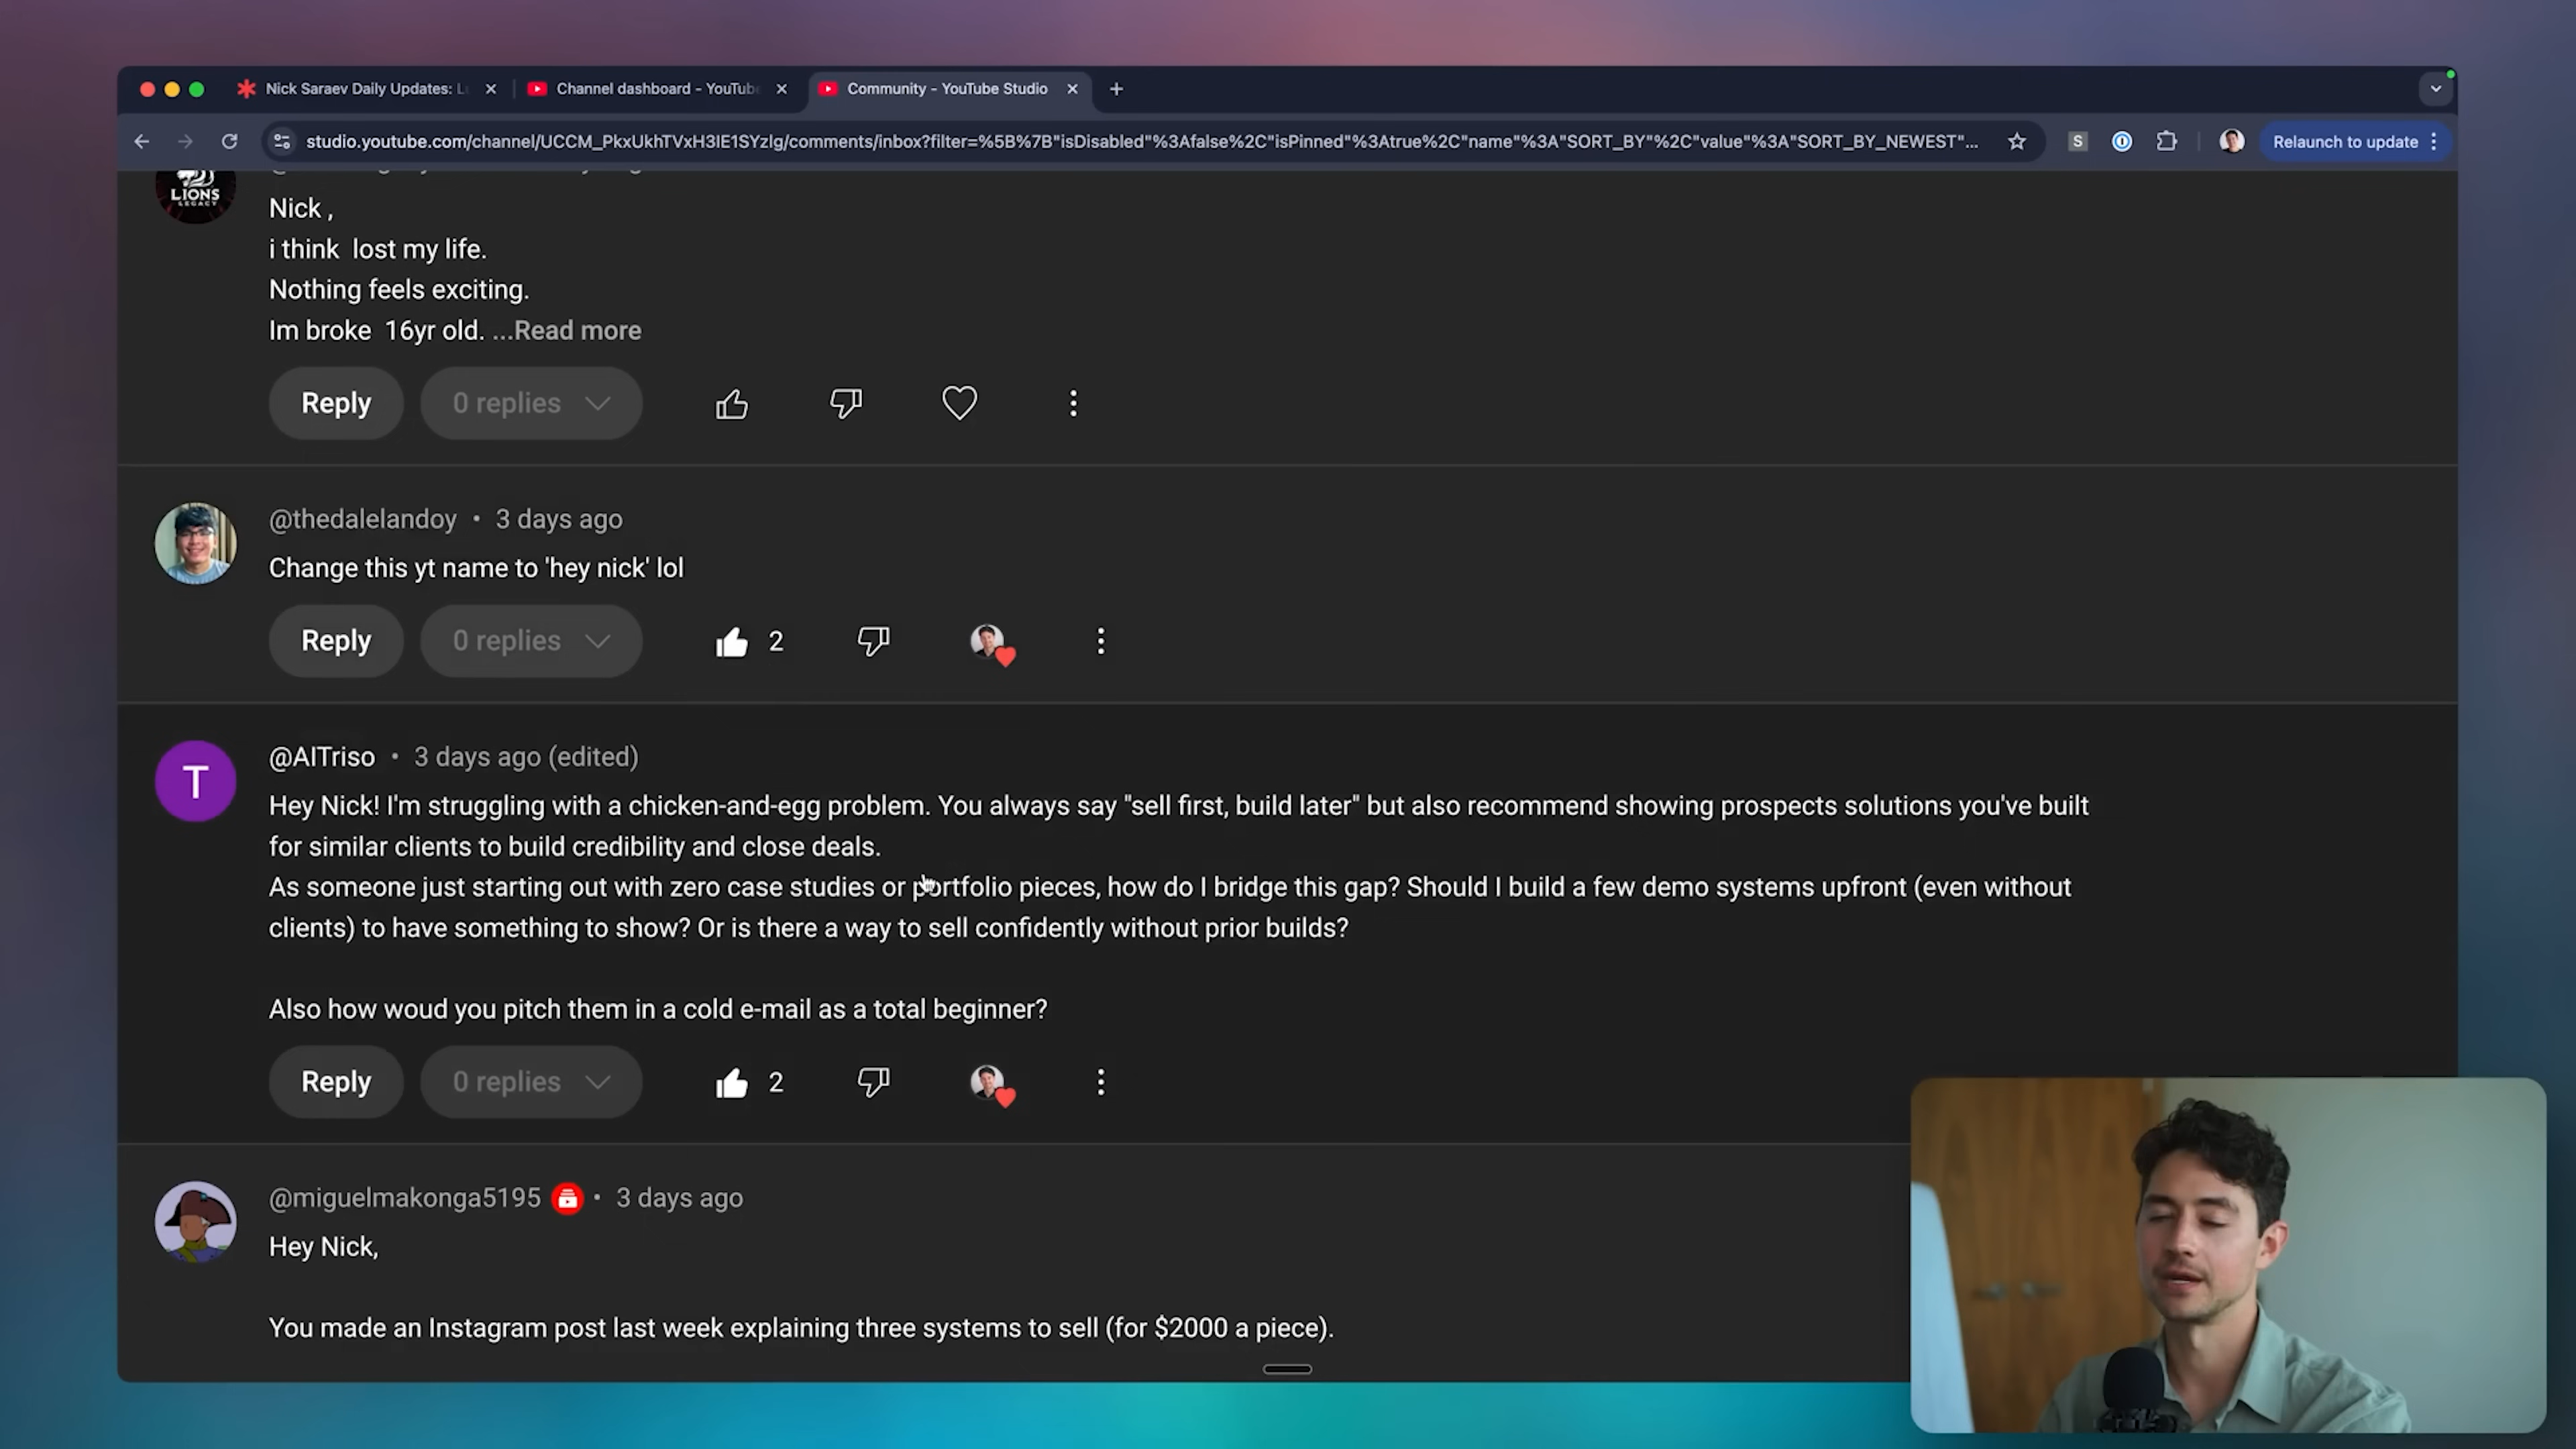 Nick Saraev Daily Updates: L
Channel dashboard - YouTube
Community - YouTube Studio
studio.youtube.com/channel/UCCM_PkxUkhTVxH3lE1SYzlg/comments/inbox?filter=%5B%7B"isDisabled"%3Afalse%2C"isPinned"%3Atrue%2C"name"%3A"SORT_BY"%2C"value"%3A"SORT_BY_NEWEST"...
S
Relaunch to update
LIONS
LEGACY
Nick ,
i think lost my life.
Nothing feels exciting.
Im broke 16yr old. ...Read more
Reply
0 replies
@thedalelandoy • 3 days ago
Change this yt name to 'hey nick' lol
Reply
0 replies
2
T
@AITriso • 3 days ago (edited)
Hey Nick! I'm struggling with a chicken-and-egg problem. You always say "sell first, build later" but also recommend showing prospects solutions you've built
for similar clients to build credibility and close deals.
As someone just starting out with zero case studies or portfolio pieces, how do I bridge this gap? Should I build a few demo systems upfront (even without
clients) to have something to show? Or is there a way to sell confidently without prior builds?
Also how woud you pitch them in a cold e-mail as a total beginner?
Reply
0 replies
2
@miguelmakonga5195 • 3 days ago
Hey Nick,
You made an Instagram post last week explaining three systems to sell (for $2000 a piece).